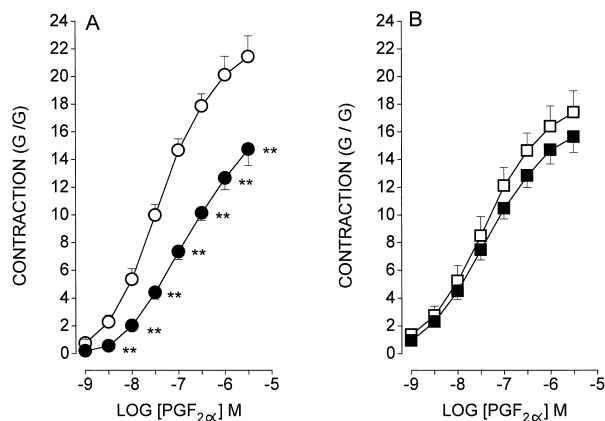 A
B
CONTRACTION (G /G)
24
22
20
18
16
14
12
10
8
6
4
2
0
** ** ** ** ** ** **
-9 -8 -7 -6 -5
LOG [PGF2α] M
CONTRACTION (G / G)
24
22
20
18
16
14
12
10
8
6
4
2
0
-9 -8 -7 -6 -5
LOG [PGF2α] M